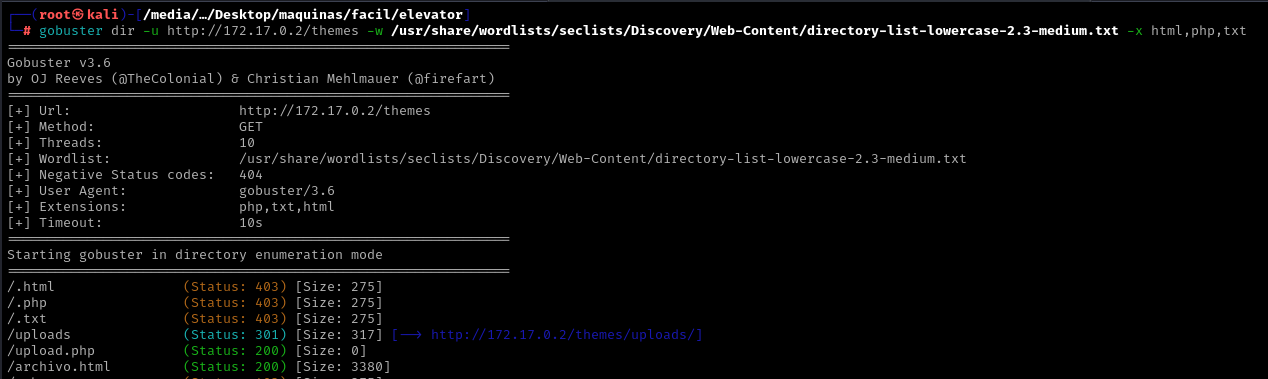 ┌──(root㉿kali)-[/media/…/Desktop/maquinas/facil/elevator]
└─# gobuster dir -u http://172.17.0.2/themes -w /usr/share/wordlists/seclists/Discovery/Web-Content/directory-list-lowercase-2.3-medium.txt -x html,php,txt
===============================================================
Gobuster v3.6
by OJ Reeves (@TheColonial) & Christian Mehlmauer (@firefart)
===============================================================
[+] Url:                     http://172.17.0.2/themes
[+] Method:                  GET
[+] Threads:                 10
[+] Wordlist:                /usr/share/wordlists/seclists/Discovery/Web-Content/directory-list-lowercase-2.3-medium.txt
[+] Negative Status codes:   404
[+] User Agent:              gobuster/3.6
[+] Extensions:              php,txt,html
[+] Timeout:                 10s
===============================================================
Starting gobuster in directory enumeration mode
===============================================================
/.html                (Status: 403) [Size: 275]
/.php                 (Status: 403) [Size: 275]
/.txt                 (Status: 403) [Size: 275]
/uploads              (Status: 301) [Size: 317] [--> http://172.17.0.2/themes/uploads/]
/upload.php           (Status: 200) [Size: 0]
/archivo.html         (Status: 200) [Size: 3380]